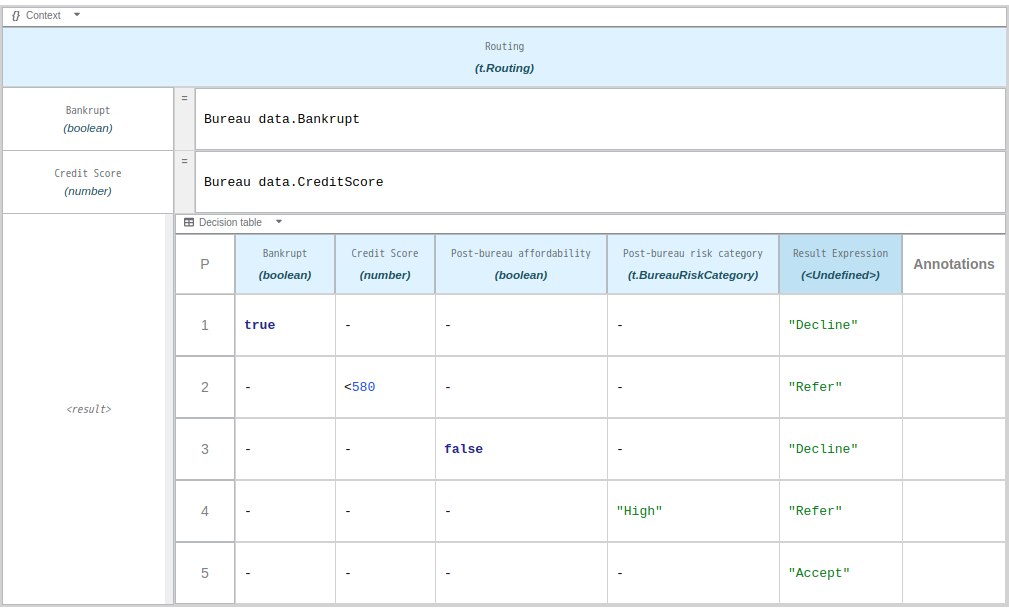 {} Context
Routing
(t.Routing)
Bankrupt
(boolean)
=
Bureau data.Bankrupt
Credit Score
(number)
=
Bureau data.CreditScore
<result>
Decision table
P
Bankrupt
(boolean)
Credit Score
(number)
Post-bureau affordability
(boolean)
Post-bureau risk category
(t.BureauRiskCategory)
Result Expression
(<Undefined>)
Annotations
1 true - - - "Decline"
2 - <580 - - "Refer"
3 - - false - "Decline"
4 - - - "High" "Refer"
5 - - - - "Accept"